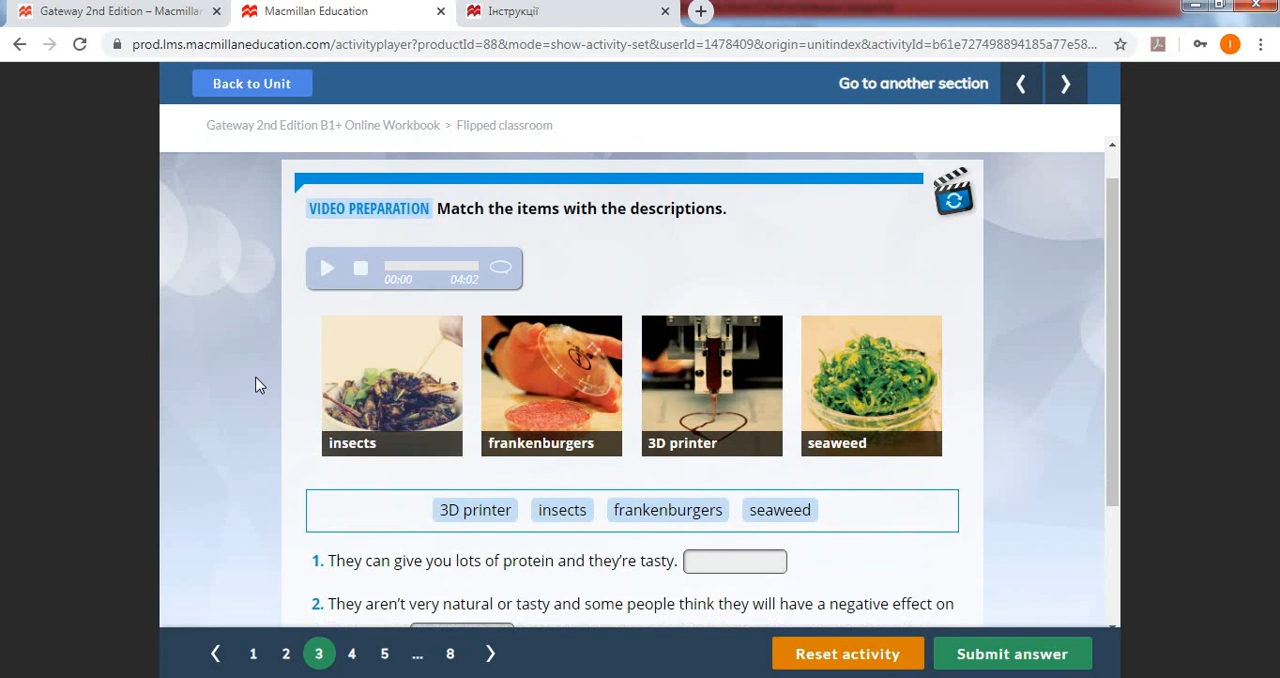 Gateway 2nd Edition – Macmillan
Macmillan Education
Інструкції
prod.lms.macmillaneducation.com/activityplayer?productId=88&mode=show-activity-set&userId=1478409&origin=unitindex&activityId=b61e727498894185a77e58...
I
Back to Unit
Go to another section
Gateway 2nd Edition B1+ Online Workbook > Flipped classroom
VIDEO PREPARATION Match the items with the descriptions.
00:00 04:02
insects
frankenburgers
3D printer
seaweed
3D printer insects frankenburgers seaweed
1. They can give you lots of protein and they're tasty.
2. They aren't very natural or tasty and some people think they will have a negative effect on
1 2 3 4 5 ... 8
Reset activity
Submit answer